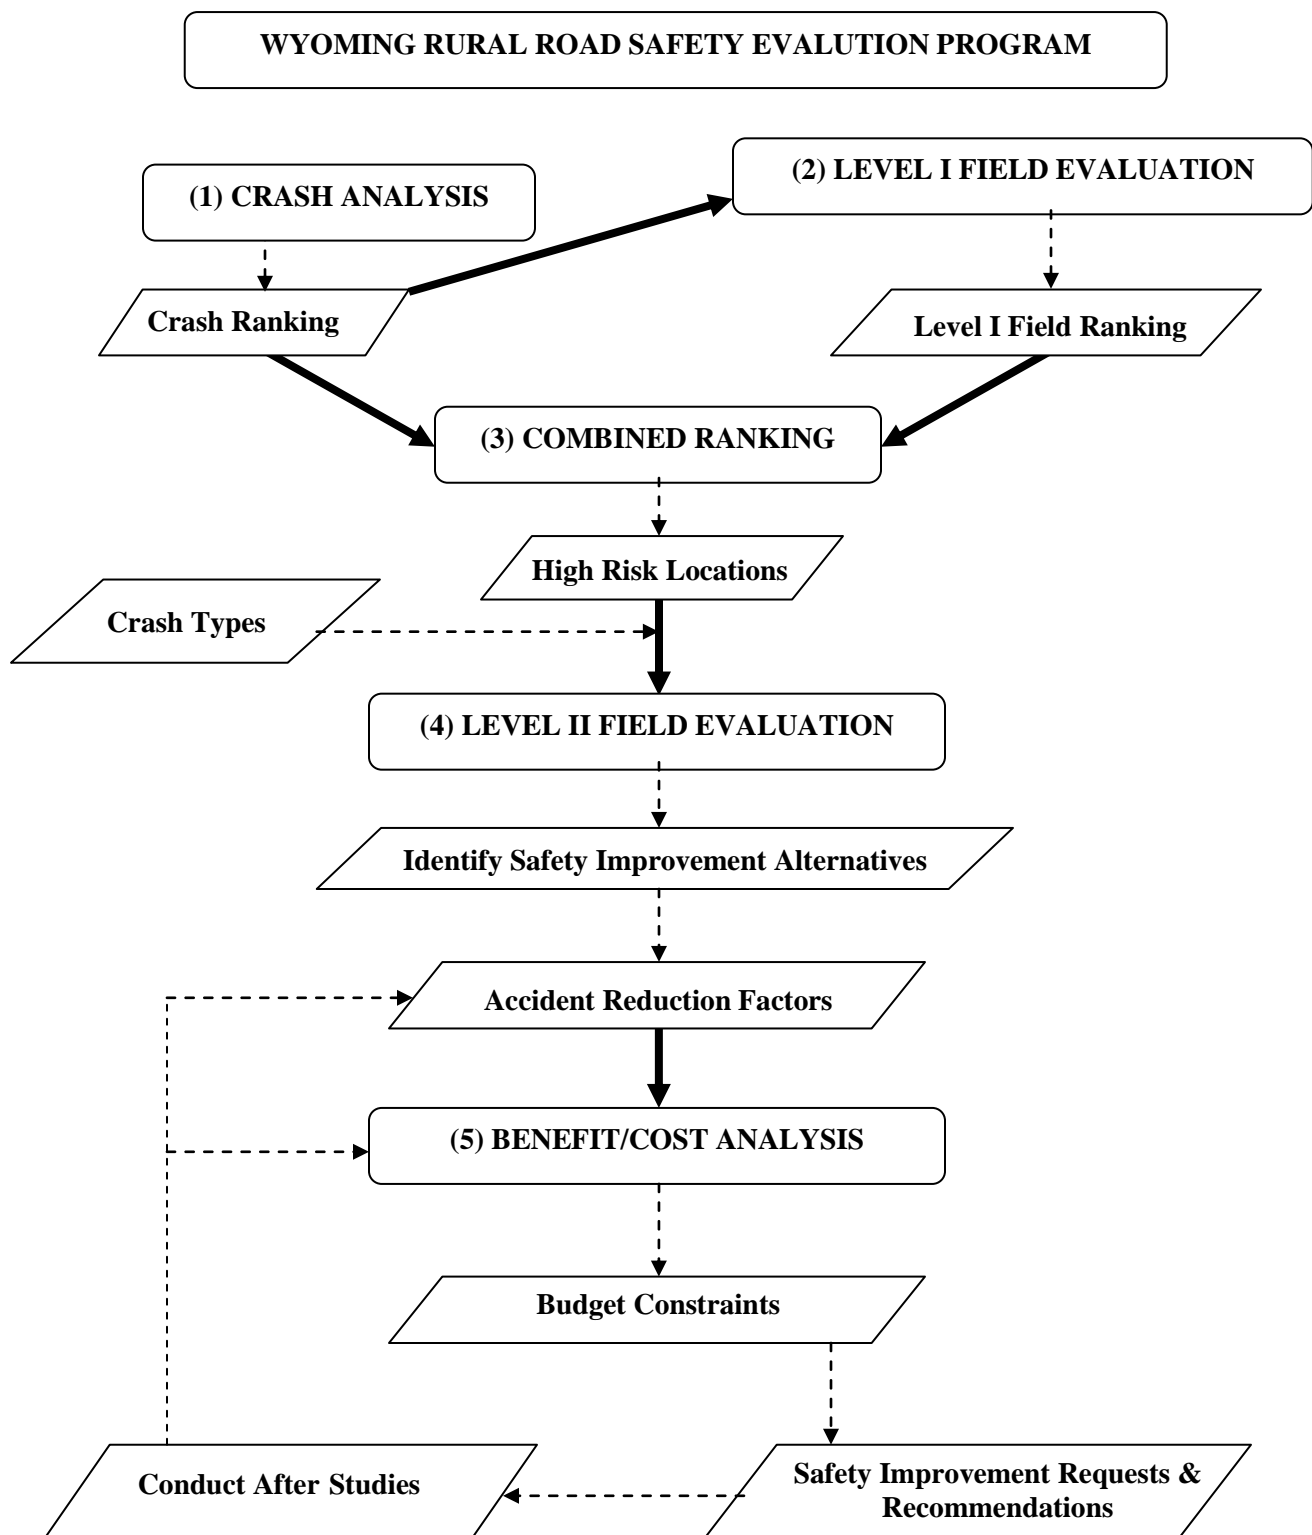 WYOMING RURAL ROAD SAFETY EVALUTION PROGRAM
(1) CRASH ANALYSIS
(2) LEVEL I FIELD EVALUATION
Crash Ranking
Level I Field Ranking
(3) COMBINED RANKING
High Risk Locations
Crash Types
(4) LEVEL II FIELD EVALUATION
Identify Safety Improvement Alternatives
Accident Reduction Factors
(5) BENEFIT/COST ANALYSIS
Budget Constraints
Conduct After Studies
Safety Improvement Requests &
Recommendations